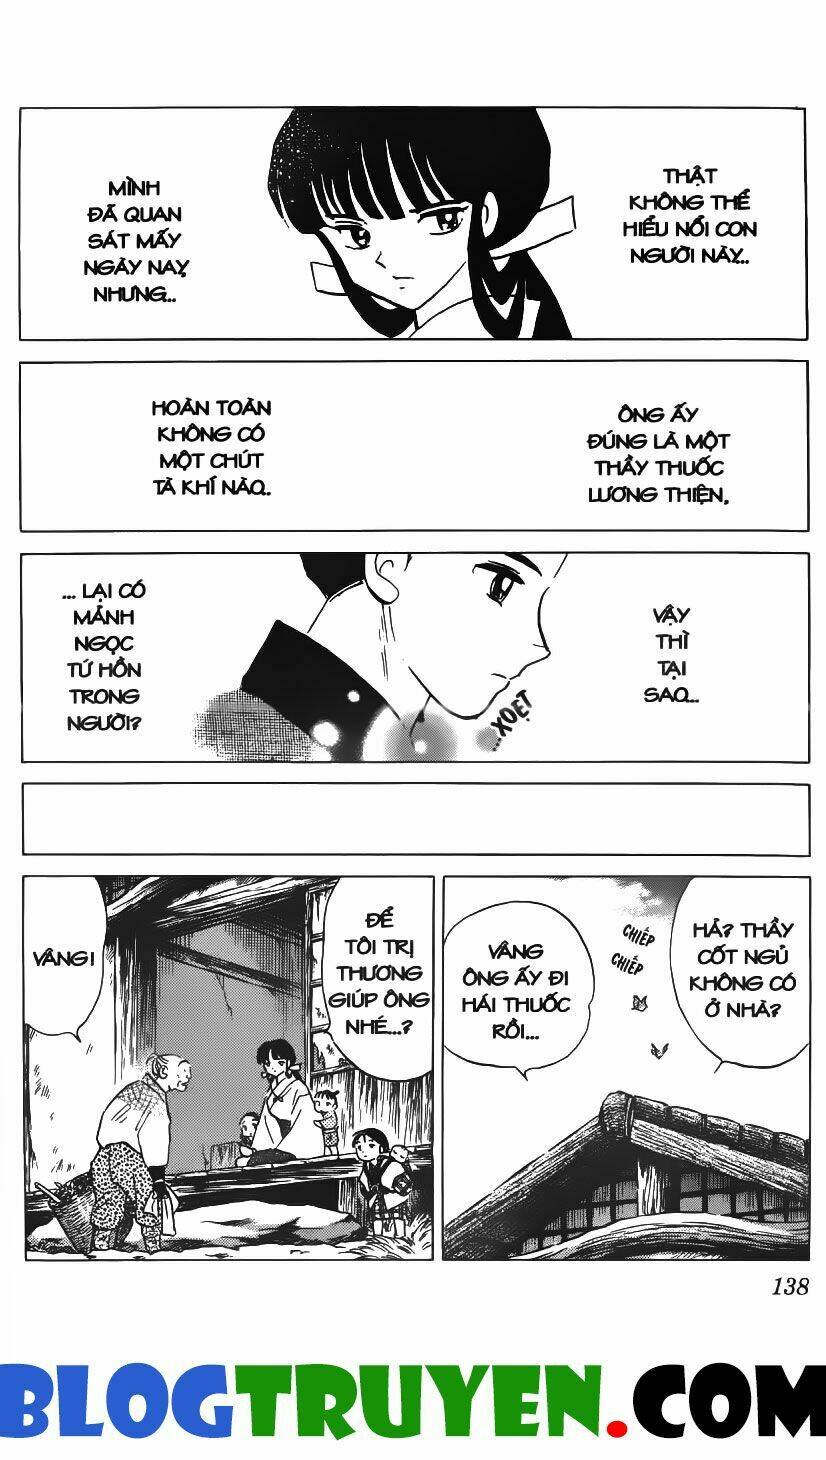 THẬT
KHÔNG THỂ
HIỂU NỔI CON
NGƯỜI NÀY...
MÌNH
ĐÃ QUAN
SÁT MẤY
NGÀY NAY,
NHƯNG...
ÔNG ẤY
ĐÚNG LÀ MỘT
THẦY THUỐC
LƯƠNG THIỆN,
HOÀN TOÀN
KHÔNG CÓ
MỘT CHÚT
TÀ KHÍ NÀO..
VẬY
THÌ
TẠI
SAO...
...XOẸT
... LẠI CÓ
MẢNH
NGỌC
TỨ HỒN
TRONG
NGƯỜI?
HẢ? THẦY
CỐT NGỦ
KHÔNG CÓ
Ở NHÀ?
CHIẾP
CHIẾP
VÂNG
ÔNG ẤY ĐI
HÁI THUỐC
RỒI...
ĐỂ
TÔI TRỊ
THƯƠNG
GIÚP ÔNG
NHÉ...?
VÂNG!
138
BLOGTRUYEN.COM